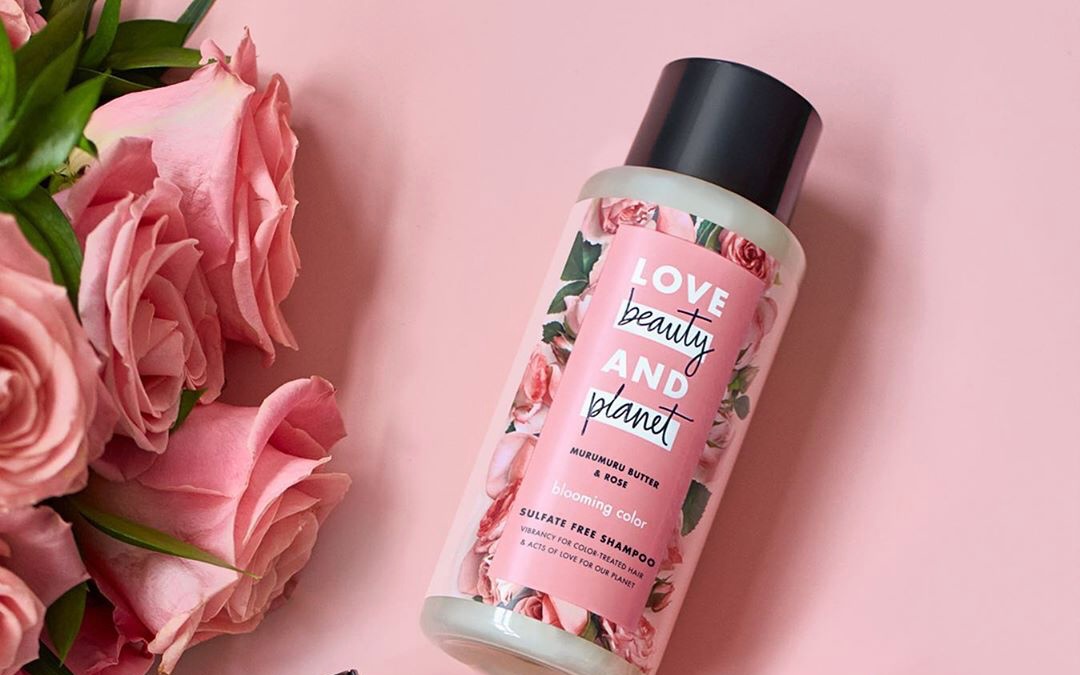 LOVE
beauty
AND
planet
MURUMURU BUTTER
& ROSE
blooming color
SULFATE FREE SHAMPOO
VIBRANCY FOR COLOR-TREATED HAIR
& ACTS OF LOVE FOR OUR PLANET